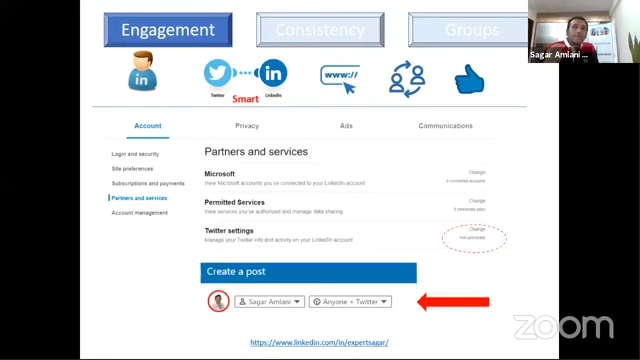 Engagement
Consistency
Groups
Sagar Amlani
www://
in
Twitter
LinkedIn
Smart
Account
Privacy
Ads
Communications
Login and security
Site preferences
Subscriptions and payments
Partners and services
Account management
Partners and services
Microsoft
Change
View Microsoft accounts you've connected to your LinkedIn account
0 connected accounts
Permitted Services
Change
View services you've authorized and manage data sharing
Twitter settings
Change
Manage your Twitter info and activity on your LinkedIn account
Not connected
Create a post
Sagar Amlani
Anyone + Twitter
https://www.linkedin.com/in/expertsagar/
zoom